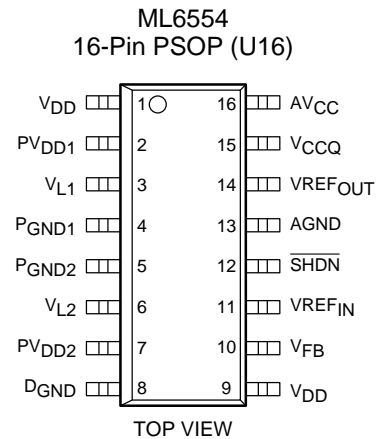 ML6554
16-Pin PSOP (U16)
VDD 1 16 AVCC
PVDD1 2 15 VCCQ
VL1 3 14 VREFOUT
PGND1 4 13 AGND
PGND2 5 12 SHDN
VL2 6 11 VREFIN
PVDD2 7 10 VFB
DGND 8 9 VDD
TOP VIEW